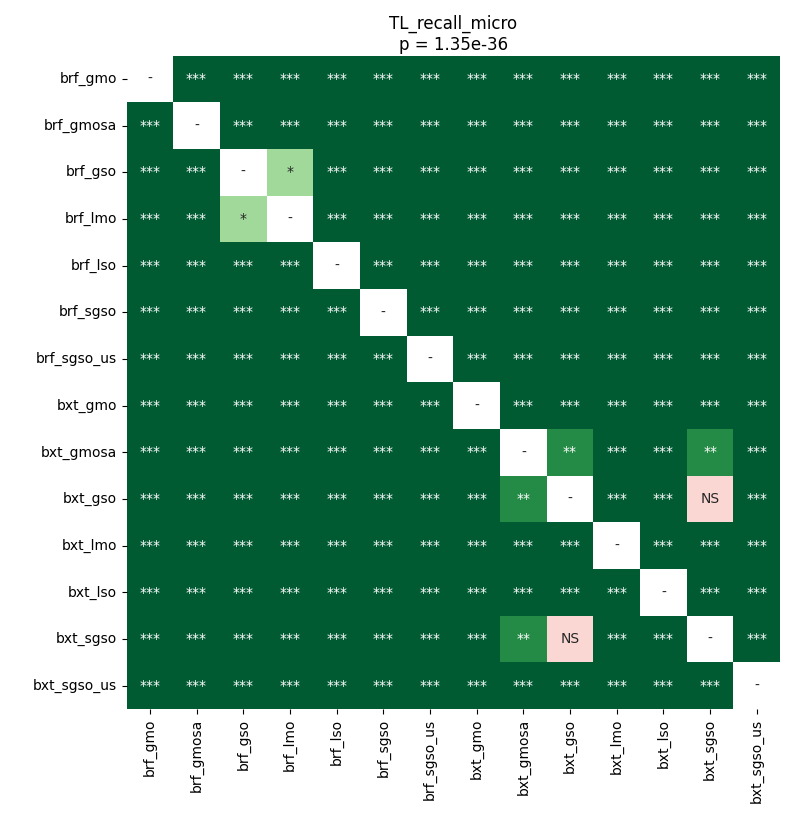 TL_recall_micro
p = 1.35e-36
brf_gmo - *** *** *** *** *** *** *** *** *** *** *** *** ***
brf_gmosa *** - *** *** *** *** *** *** *** *** *** *** *** ***
brf_gso *** *** - * *** *** *** *** *** *** *** *** *** ***
brf_lmo *** *** * - *** *** *** *** *** *** *** *** *** ***
brf_lso *** *** *** *** - *** *** *** *** *** *** *** *** ***
brf_sgso *** *** *** *** *** - *** *** *** *** *** *** *** ***
brf_sgso_us *** *** *** *** *** *** - *** *** *** *** *** *** ***
bxt_gmo *** *** *** *** *** *** *** - *** *** *** *** *** ***
bxt_gmosa *** *** *** *** *** *** *** *** - ** *** *** ** ***
bxt_gso *** *** *** *** *** *** *** *** ** - *** *** NS ***
bxt_lmo *** *** *** *** *** *** *** *** *** *** - *** *** ***
bxt_lso *** *** *** *** *** *** *** *** *** *** *** - *** ***
bxt_sgso *** *** *** *** *** *** *** *** ** NS *** *** - ***
bxt_sgso_us *** *** *** *** *** *** *** *** *** *** *** *** *** -
brf_gmo
brf_gmosa
brf_gso
brf_lmo
brf_lso
brf_sgso
brf_sgso_us
bxt_gmo
bxt_gmosa
bxt_gso
bxt_lmo
bxt_lso
bxt_sgso
bxt_sgso_us